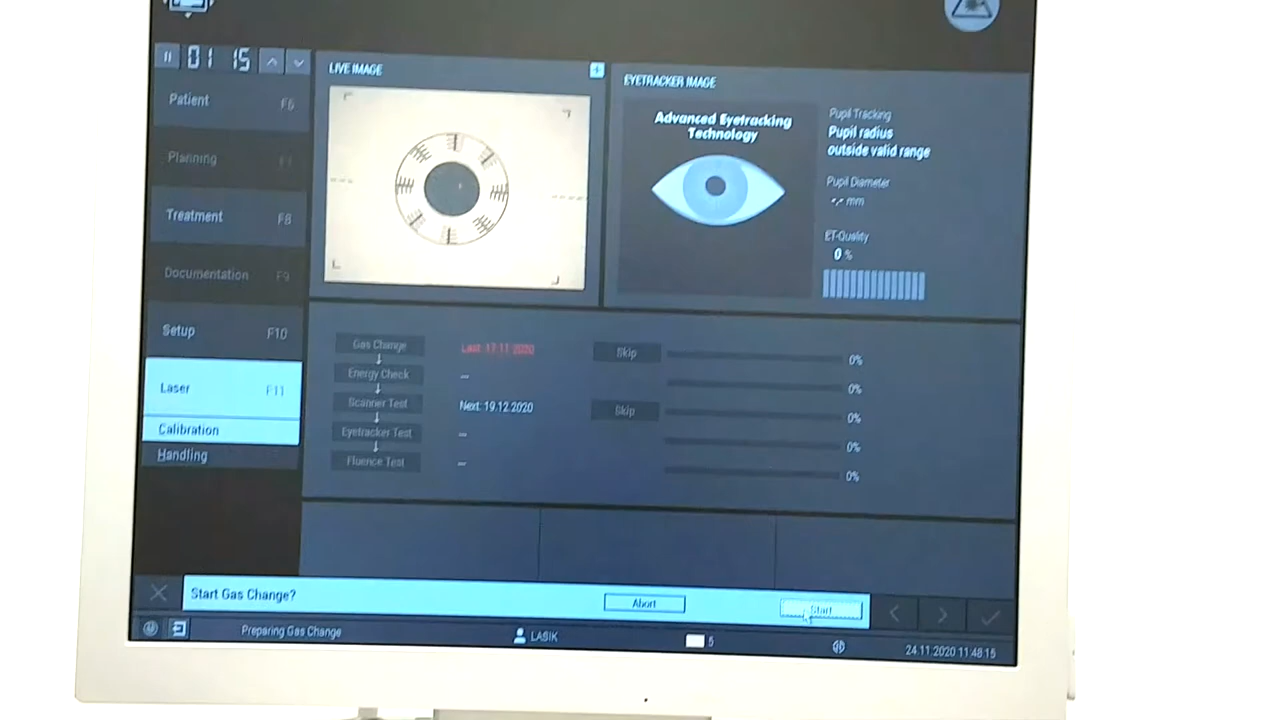 01 15
LIVE IMAGE
EYETRACKER IMAGE
Patient F6
Planning
Treatment F8
Documentation F9
Setup F10
Laser F11
Calibration
Handling
Advanced Eyetracking
Technology
Pupil Tracking
Pupil radius
outside valid range
Pupil Diameter
-,- mm
ET-Quality
0 %
Gas Change Last: 17.11.2020 Skip 0%
Energy Check --- 0%
Scanner Test Next: 19.12.2020 Skip 0%
Eyetracker Test --- 0%
Fluence Test --- 0%
Start Gas Change? Abort Start
Preparing Gas Change LASIK 5 24.11.2020 11:48:15